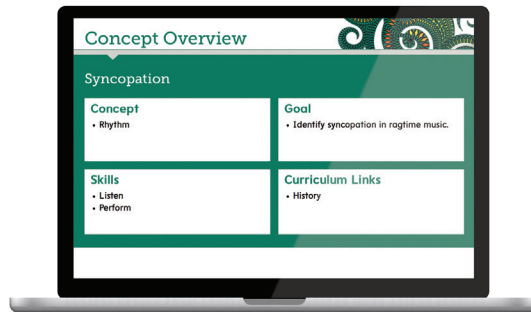 Concept Overview
Syncopation
Concept
• Rhythm
Goal
• Identify syncopation in ragtime music.
Skills
• Listen
• Perform
Curriculum Links
• History